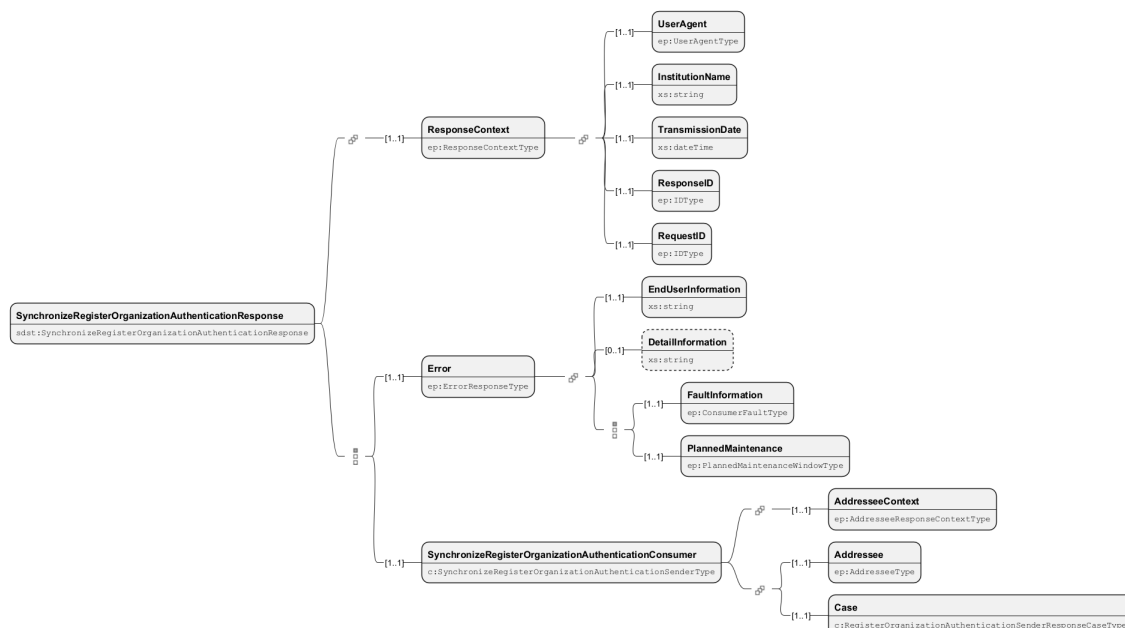 UserAgent
[1..1]
ep:UserAgentType
InstitutionName
[1..1]
xs:string
ResponseContext
[1..1]
ep:ResponseContextType
TransmissionDate
[1..1]
xs:dateTime
ResponseID
[1..1]
ep:IDType
RequestID
[1..1]
ep:IDType
SynchronizeRegisterOrganizationAuthenticationResponse
sdst:SynchronizeRegisterOrganizationAuthenticationResponse
EndUserInformation
[1..1]
xs:string
Error
[1..1]
ep:ErrorResponseType
DetailInformation
[0..1]
xs:string
FaultInformation
[1..1]
ep:ConsumerFaultType
PlannedMaintenance
[1..1]
ep:PlannedMaintenanceWindowType
SynchronizeRegisterOrganizationAuthenticationConsumer
[1..1]
c:SynchronizeRegisterOrganizationAuthenticationSenderType
AddresseeContext
[1..1]
ep:AddresseeResponseContextType
Addressee
[1..1]
ep:AddresseeType
Case
[1..1]
c:RegisterOrganizationAuthenticationSenderResponseCaseType